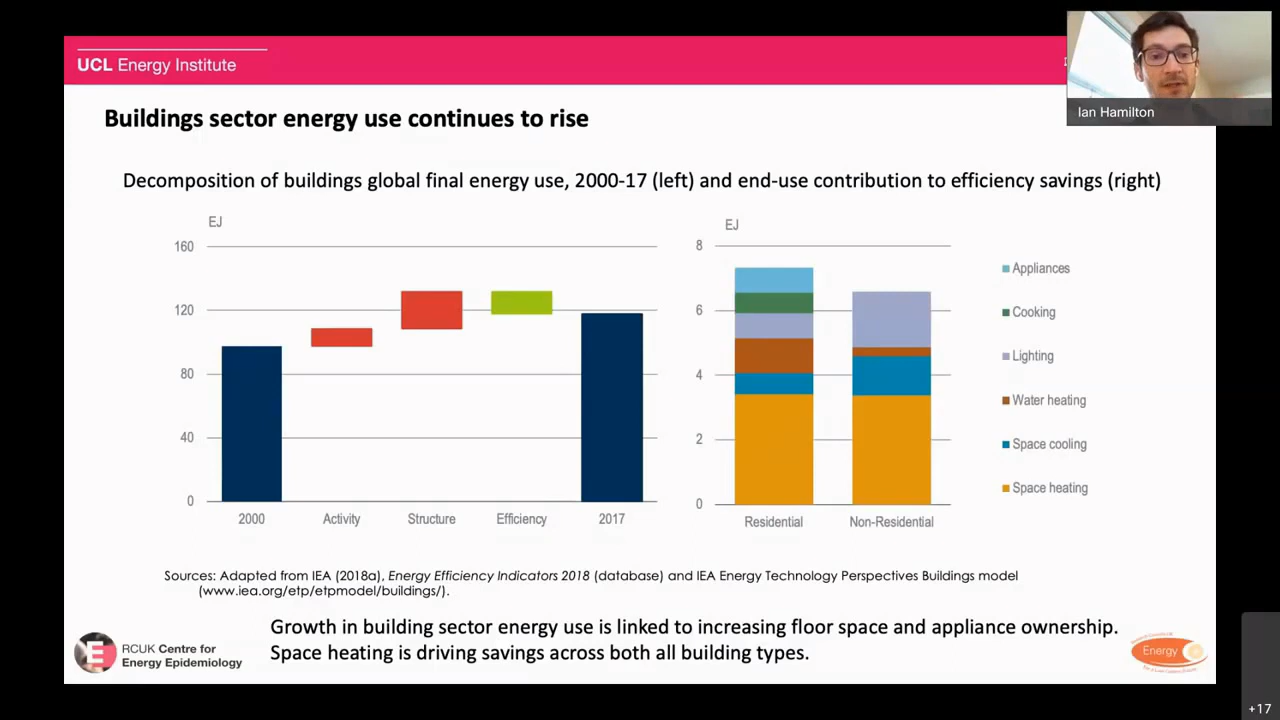 UCL Energy Institute
Ian Hamilton
Buildings sector energy use continues to rise
Decomposition of buildings global final energy use, 2000-17 (left) and end-use contribution to efficiency savings (right)
EJ
160
120
80
40
0
2000
Activity
Structure
Efficiency
2017
EJ
8
6
4
2
0
Residential
Non-Residential
Appliances
Cooking
Lighting
Water heating
Space cooling
Space heating
Sources: Adapted from IEA (2018a), Energy Efficiency Indicators 2018 (database) and IEA Energy Technology Perspectives Buildings model
(www.iea.org/etp/etpmodel/buildings/).
Growth in building sector energy use is linked to increasing floor space and appliance ownership.
Space heating is driving savings across both all building types.
E
RCUK Centre for
Energy Epidemiology
Energy
+17